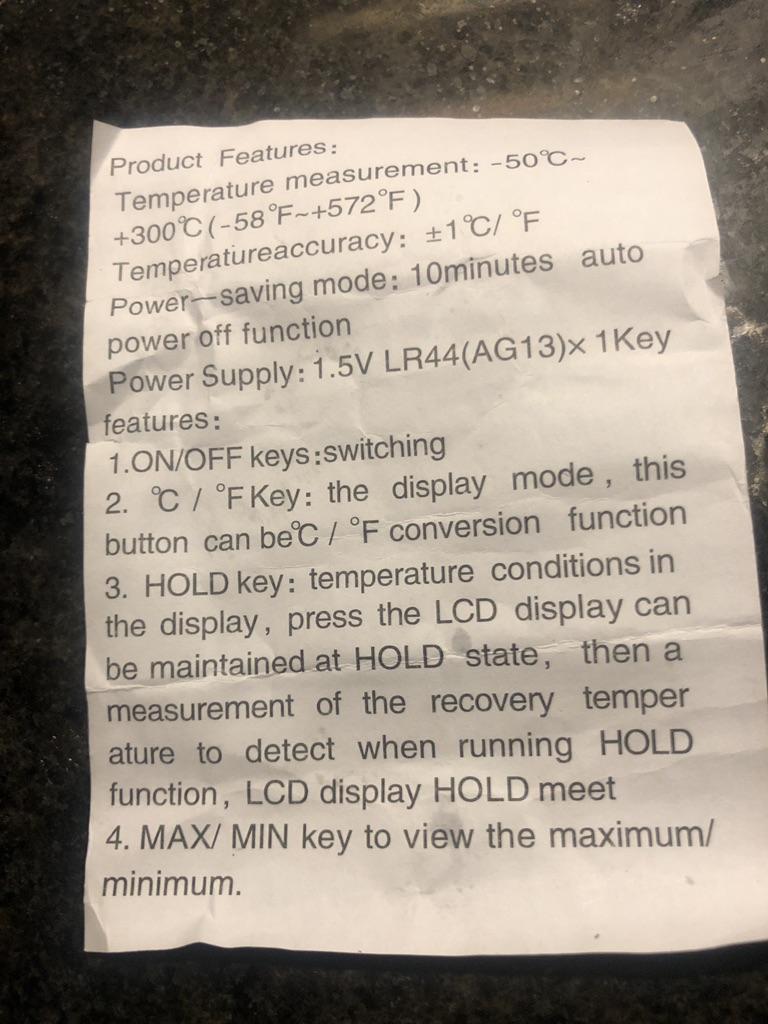 Product Features:
Temperature measurement: -50℃~
+300℃(-58°F~+572°F)
Temperatureaccuracy: ±1℃/ °F
Power—saving mode: 10minutes auto
power off function
Power Supply: 1.5V LR44(AG13)× 1Key
features:
1.ON/OFF keys:switching
2. ℃ / °F Key: the display mode, this
button can be℃ / °F conversion function
3. HOLD key: temperature conditions in
the display, press the LCD display can
be maintained at HOLD state, then a
measurement of the recovery temper
ature to detect when running HOLD
function, LCD display HOLD meet
4. MAX/ MIN key to view the maximum/
minimum.